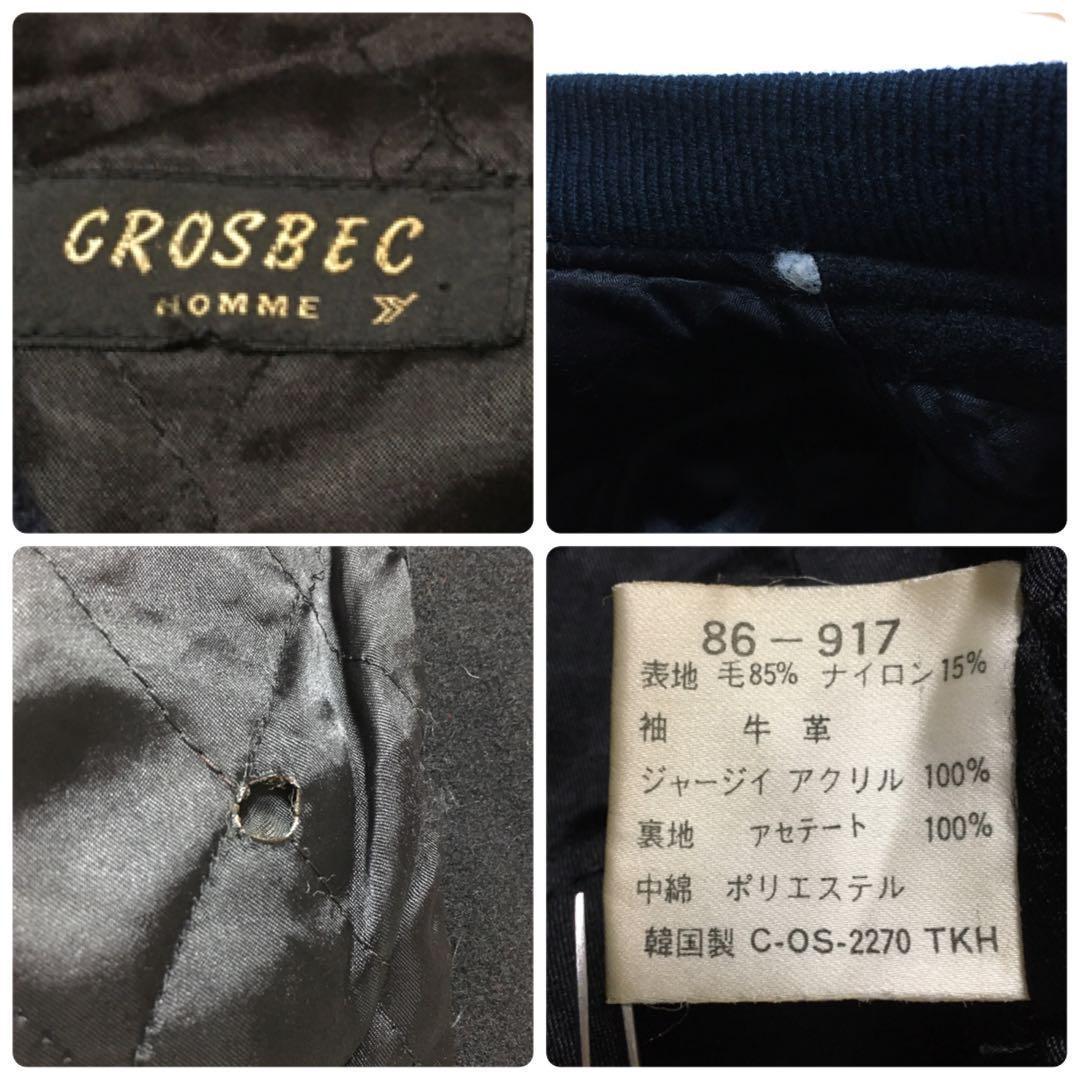 GROSBEC
HOMME
86-917
表地 毛85% ナイロン15%
袖 牛革
ジャージイ アクリル 100%
裏地 アセテート 100%
中綿 ポリエステル
韓国製 C-OS-2270 TKH